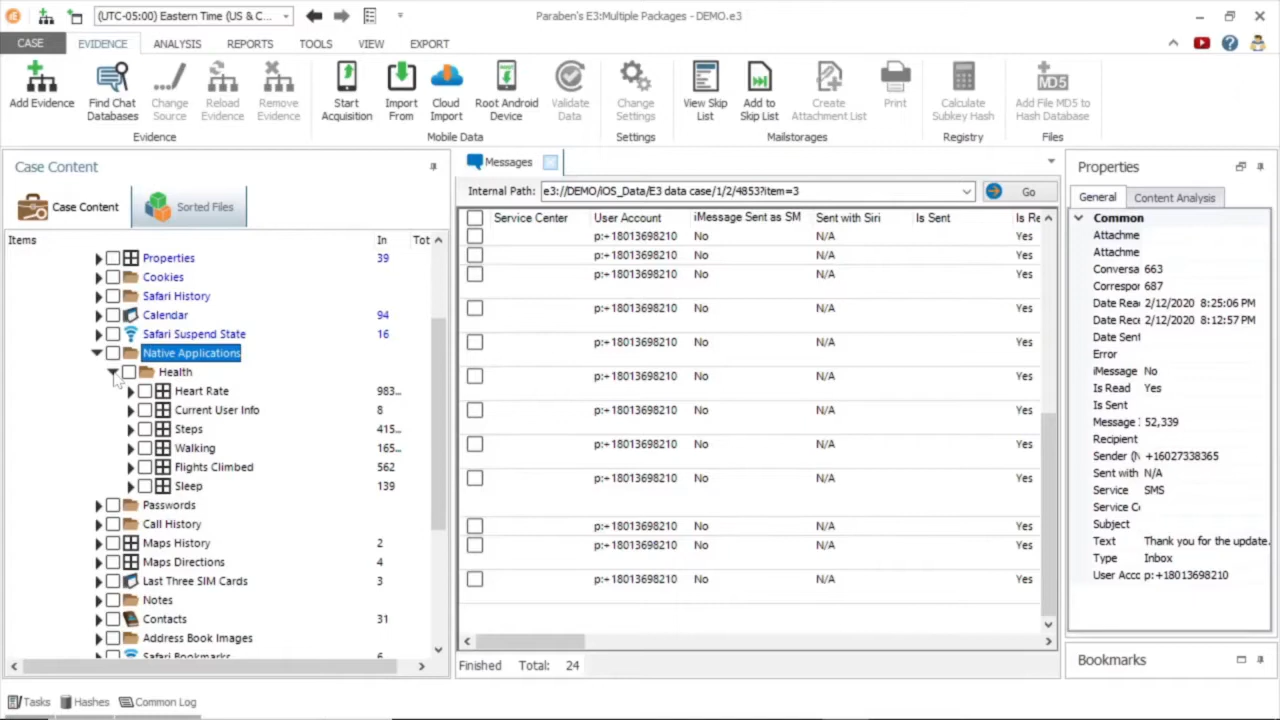 (UTC-05:00) Eastern Time (US & C...
Paraben's E3:Multiple Packages - DEMO.e3
CASE EVIDENCE ANALYSIS REPORTS TOOLS VIEW EXPORT
Add Evidence
Find Chat Databases
Change Source
Reload Evidence
Remove Evidence
Evidence
Start Acquisition
Import From
Cloud Import
Root Android Device
Validate Data
Mobile Data
Change Settings
Settings
View Skip List
Add to Skip List
Create Attachment List
Print
Mailstorages
Calculate Subkey Hash
Registry
Add File MD5 to Hash Database
Files
MD5
Case Content
Case Content Sorted Files
Items In Tot
Properties 39
Cookies
Safari History
Calendar 94
Safari Suspend State 16
Native Applications
Health
Heart Rate 983...
Current User Info 8
Steps 415...
Walking 165...
Flights Climbed 562
Sleep 139
Passwords
Call History
Maps History 2
Maps Directions 4
Last Three SIM Cards 3
Notes
Contacts 31
Address Book Images
Safari Bookmarks 6
Messages
Internal Path: e3://DEMO/iOS_Data/E3 data case/1/2/4853?item=3 Go
Service Center User Account iMessage Sent as SM Sent with Siri Is Sent Is Re
p:+18013698210 No N/A Yes
p:+18013698210 No N/A Yes
p:+18013698210 No N/A Yes
p:+18013698210 No N/A Yes
p:+18013698210 No N/A Yes
p:+18013698210 No N/A Yes
p:+18013698210 No N/A Yes
p:+18013698210 No N/A Yes
p:+18013698210 No N/A Yes
p:+18013698210 No N/A Yes
p:+18013698210 No N/A Yes
p:+18013698210 No N/A Yes
Finished Total: 24
Properties
General Content Analysis
Common
Attachme
Attachme
Conversa 663
Correspor 687
Date Rea 2/12/2020 8:25:06 PM
Date Rece 2/12/2020 8:12:57 PM
Date Sent
Error
iMessage No
Is Read Yes
Is Sent
Message 52,339
Recipient
Sender (N +16027338365
Sent with N/A
Service SMS
Service Ce
Subject
Text Thank you for the update.
Type Inbox
User Acco p:+18013698210
Bookmarks
Tasks Hashes Common Log